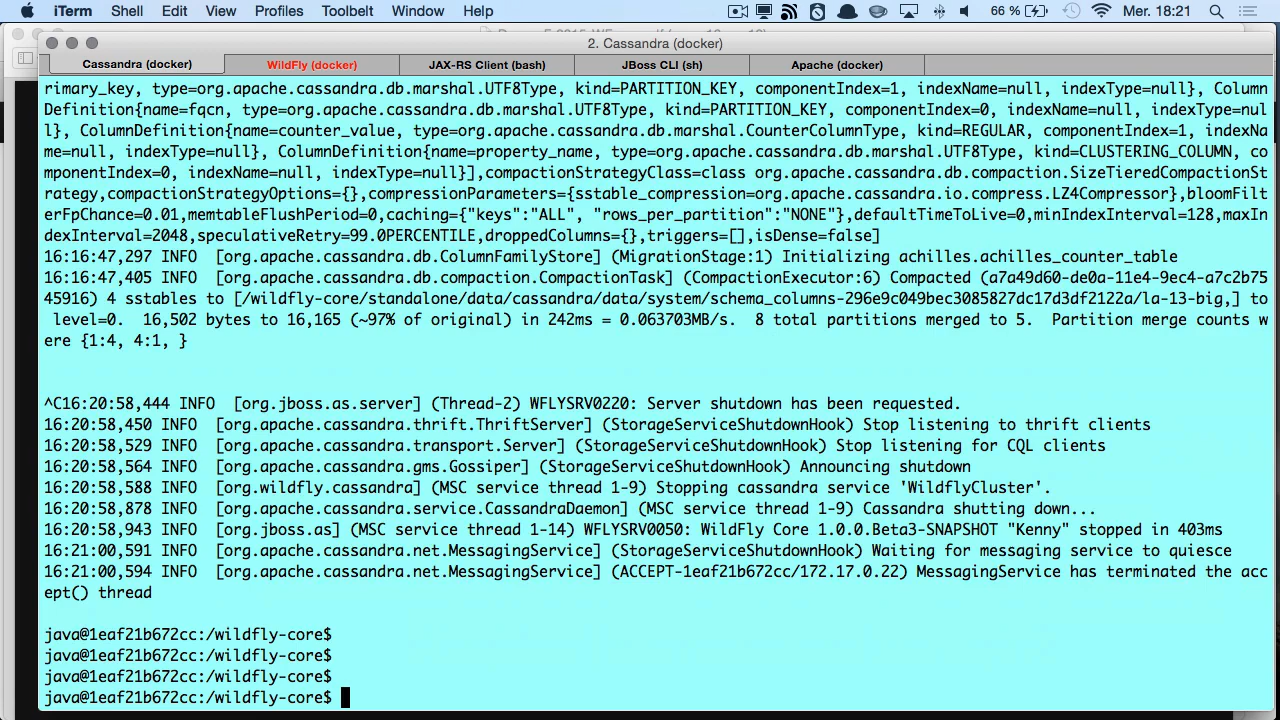 iTerm Shell Edit View Profiles Toolbelt Window Help 66 % Mer. 18:21
2. Cassandra (docker)
Cassandra (docker) WildFly (docker) JAX-RS Client (bash) JBoss CLI (sh) Apache (docker)
rimary_key, type=org.apache.cassandra.db.marshal.UTF8Type, kind=PARTITION_KEY, componentIndex=1, indexName=null, indexType=null}, Column
Definition{name=fqcn, type=org.apache.cassandra.db.marshal.UTF8Type, kind=PARTITION_KEY, componentIndex=0, indexName=null, indexType=nul
l}, ColumnDefinition{name=counter_value, type=org.apache.cassandra.db.marshal.CounterColumnType, kind=REGULAR, componentIndex=1, indexNa
me=null, indexType=null}, ColumnDefinition{name=property_name, type=org.apache.cassandra.db.marshal.UTF8Type, kind=CLUSTERING_COLUMN, co
mponentIndex=0, indexName=null, indexType=null}],compactionStrategyClass=class org.apache.cassandra.db.compaction.SizeTieredCompactionSt
rategy,compactionStrategyOptions={},compressionParameters={sstable_compression=org.apache.cassandra.io.compress.LZ4Compressor},bloomFilt
erFpChance=0.01,memtableFlushPeriod=0,caching={"keys":"ALL", "rows_per_partition":"NONE"},defaultTimeToLive=0,minIndexInterval=128,maxIn
dexInterval=2048,speculativeRetry=99.0PERCENTILE,droppedColumns={},triggers=[],isDense=false]
16:16:47,297 INFO [org.apache.cassandra.db.ColumnFamilyStore] (MigrationStage:1) Initializing achilles.achilles_counter_table
16:16:47,405 INFO [org.apache.cassandra.db.compaction.CompactionTask] (CompactionExecutor:6) Compacted (a7a49d60-de0a-11e4-9ec4-a7c2b75
45916) 4 sstables to [/wildfly-core/standalone/data/cassandra/data/system/schema_columns-296e9c049bec3085827dc17d3df2122a/la-13-big,] to
level=0. 16,502 bytes to 16,165 (~97% of original) in 242ms = 0.063703MB/s. 8 total partitions merged to 5. Partition merge counts w
ere {1:4, 4:1, }
^C16:20:58,444 INFO [org.jboss.as.server] (Thread-2) WFLYSRV0220: Server shutdown has been requested.
16:20:58,450 INFO [org.apache.cassandra.thrift.ThriftServer] (StorageServiceShutdownHook) Stop listening to thrift clients
16:20:58,529 INFO [org.apache.cassandra.transport.Server] (StorageServiceShutdownHook) Stop listening for CQL clients
16:20:58,564 INFO [org.apache.cassandra.gms.Gossiper] (StorageServiceShutdownHook) Announcing shutdown
16:20:58,588 INFO [org.wildfly.cassandra] (MSC service thread 1-9) Stopping cassandra service 'WildflyCluster'.
16:20:58,878 INFO [org.apache.cassandra.service.CassandraDaemon] (MSC service thread 1-9) Cassandra shutting down...
16:20:58,943 INFO [org.jboss.as] (MSC service thread 1-14) WFLYSRV0050: WildFly Core 1.0.0.Beta3-SNAPSHOT "Kenny" stopped in 403ms
16:21:00,591 INFO [org.apache.cassandra.net.MessagingService] (StorageServiceShutdownHook) Waiting for messaging service to quiesce
16:21:00,594 INFO [org.apache.cassandra.net.MessagingService] (ACCEPT-1eaf21b672cc/172.17.0.22) MessagingService has terminated the acc
ept() thread
java@1eaf21b672cc:/wildfly-core$
java@1eaf21b672cc:/wildfly-core$
java@1eaf21b672cc:/wildfly-core$
java@1eaf21b672cc:/wildfly-core$